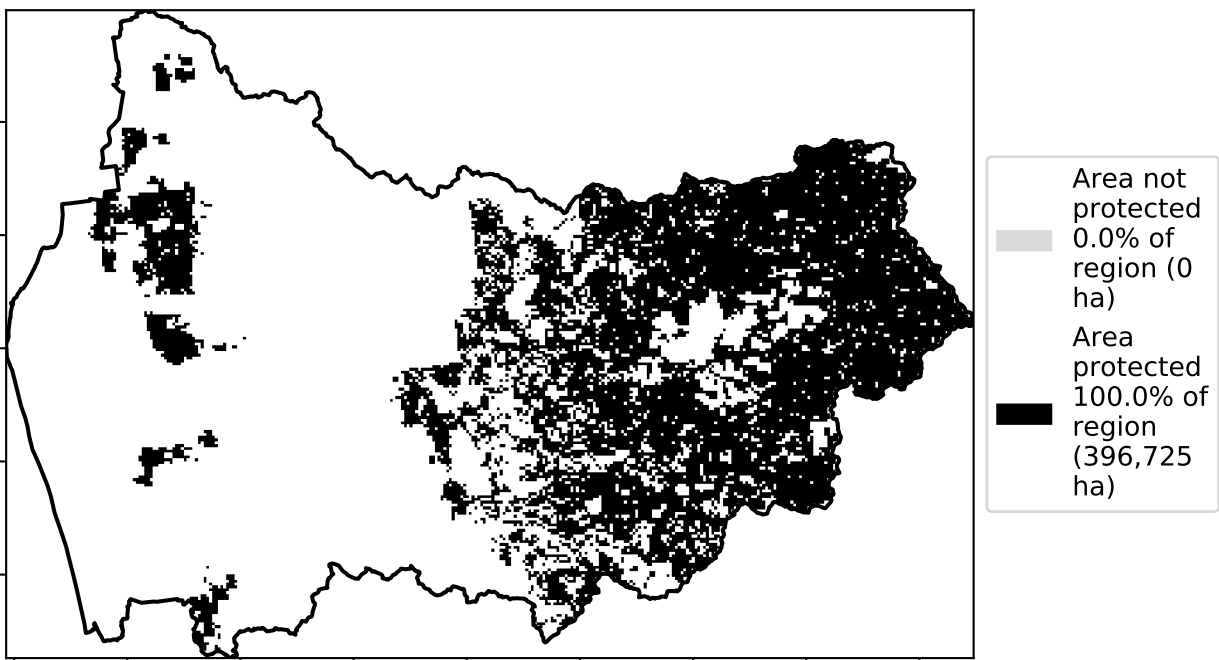 Area not
protected
0.0% of
region (0
ha)
Area
protected
100.0% of
region
(396,725
ha)